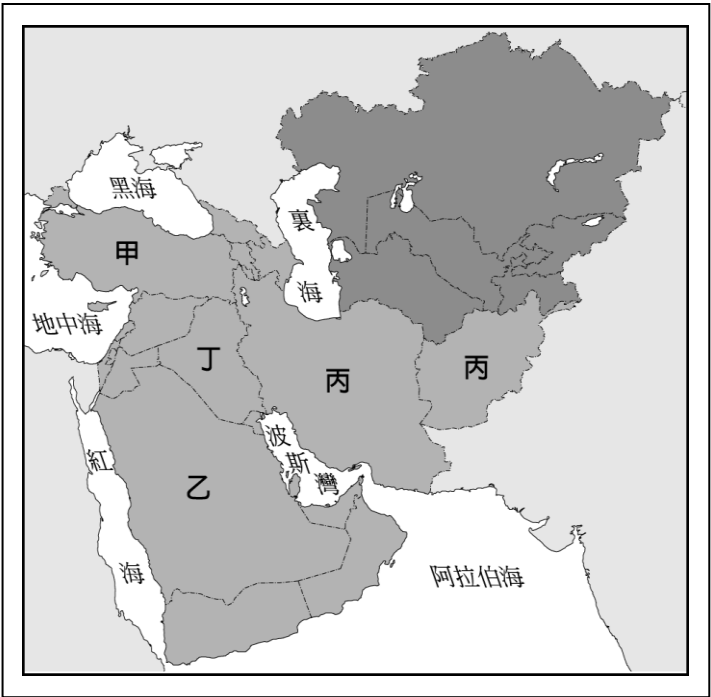 黑海
裏
海
甲
地中海
丁
丙
丙
波
斯
灣
紅
海
乙
阿拉伯海